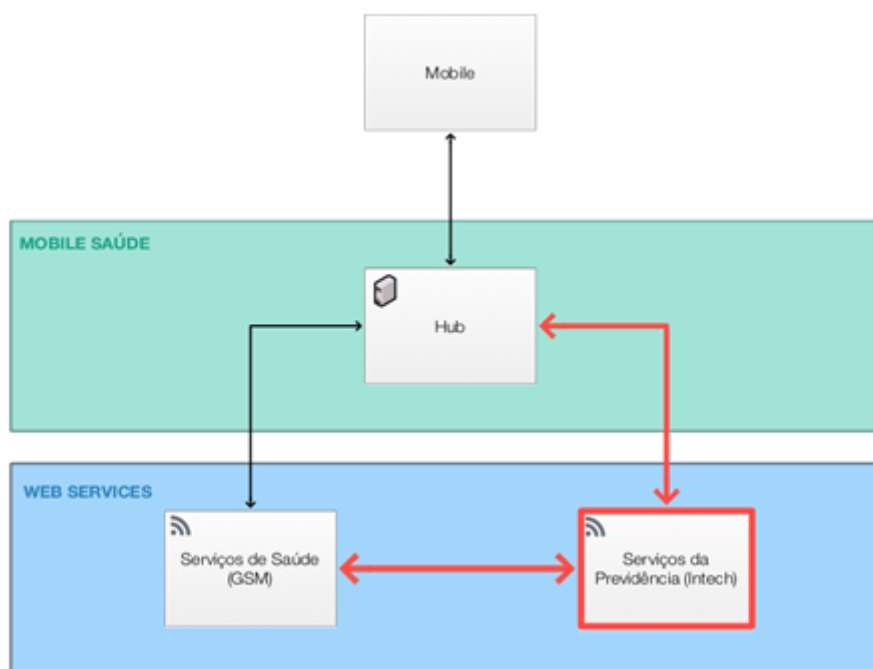 Mobile
MOBILE SAÚDE
Hub
WEB SERVICES
Serviços de Saúde
(GSM)
Serviços da
Previdência (Intech)